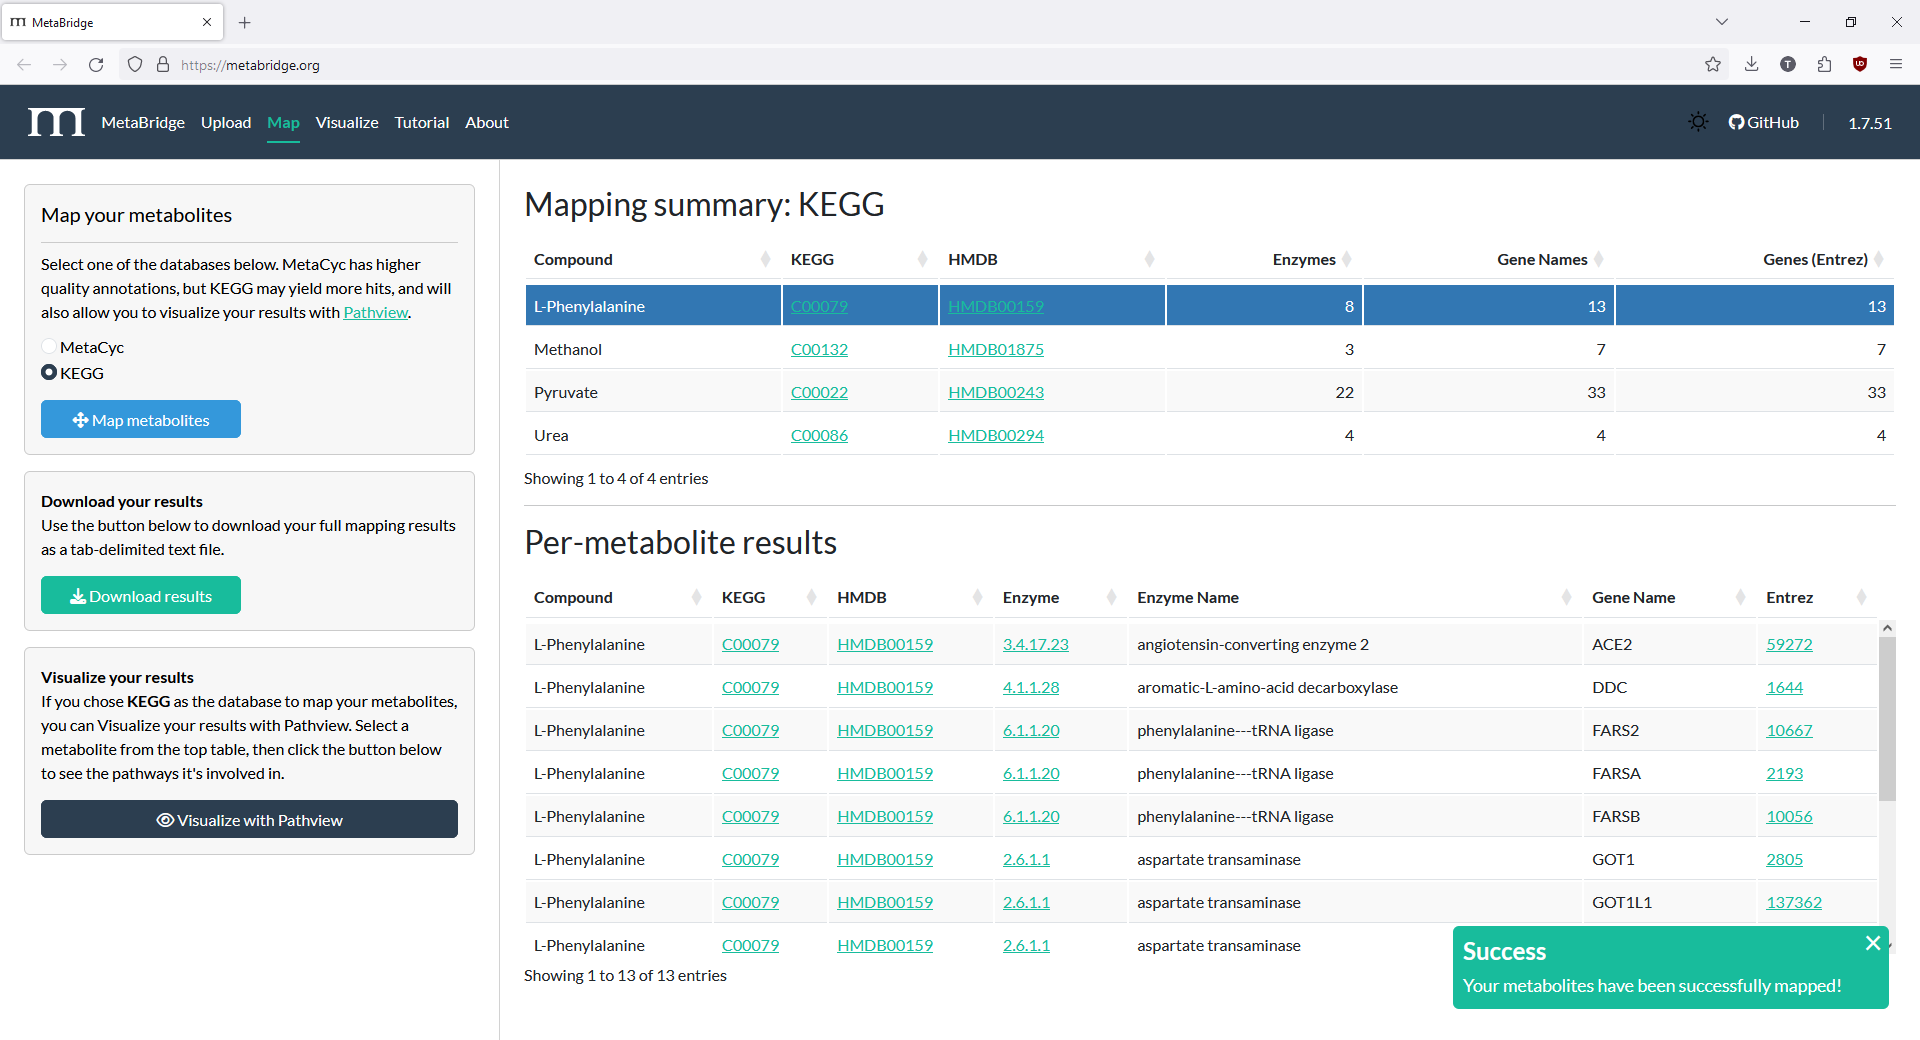 MetaBridge
https://metabridge.org
m MetaBridge Upload Map Visualize Tutorial About GitHub 1.7.51
Map your metabolites
Select one of the databases below. MetaCyc has higher
quality annotations, but KEGG may yield more hits, and will
also allow you to visualize your results with Pathview.
MetaCyc
KEGG
Map metabolites
Download your results
Use the button below to download your full mapping results
as a tab-delimited text file.
Download results
Visualize your results
If you chose KEGG as the database to map your metabolites,
you can Visualize your results with Pathview. Select a
metabolite from the top table, then click the button below
to see the pathways it's involved in.
Visualize with Pathview
Mapping summary: KEGG
Compound KEGG HMDB Enzymes Gene Names Genes (Entrez)
L-Phenylalanine C00079 HMDB00159 8 13 13
Methanol C00132 HMDB01875 3 7 7
Pyruvate C00022 HMDB00243 22 33 33
Urea C00086 HMDB00294 4 4 4
Showing 1 to 4 of 4 entries
Per-metabolite results
Compound KEGG HMDB Enzyme Enzyme Name Gene Name Entrez
L-Phenylalanine C00079 HMDB00159 3.4.17.23 angiotensin-converting enzyme 2 ACE2 59272
L-Phenylalanine C00079 HMDB00159 4.1.1.28 aromatic-L-amino-acid decarboxylase DDC 1644
L-Phenylalanine C00079 HMDB00159 6.1.1.20 phenylalanine---tRNA ligase FARS2 10667
L-Phenylalanine C00079 HMDB00159 6.1.1.20 phenylalanine---tRNA ligase FARSA 2193
L-Phenylalanine C00079 HMDB00159 6.1.1.20 phenylalanine---tRNA ligase FARSB 10056
L-Phenylalanine C00079 HMDB00159 2.6.1.1 aspartate transaminase GOT1 2805
L-Phenylalanine C00079 HMDB00159 2.6.1.1 aspartate transaminase GOT1L1 137362
L-Phenylalanine C00079 HMDB00159 2.6.1.1 aspartate transaminase
Showing 1 to 13 of 13 entries
Success
Your metabolites have been successfully mapped!